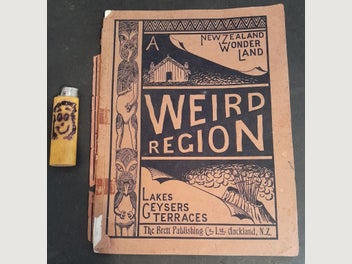 A
NEW ZEALAND
WONDER
LAND
WEIRD
REGION
LAKES
GEYSERS
TERRACES
The Brett Publishing Co Ltd Auckland, N.Z.